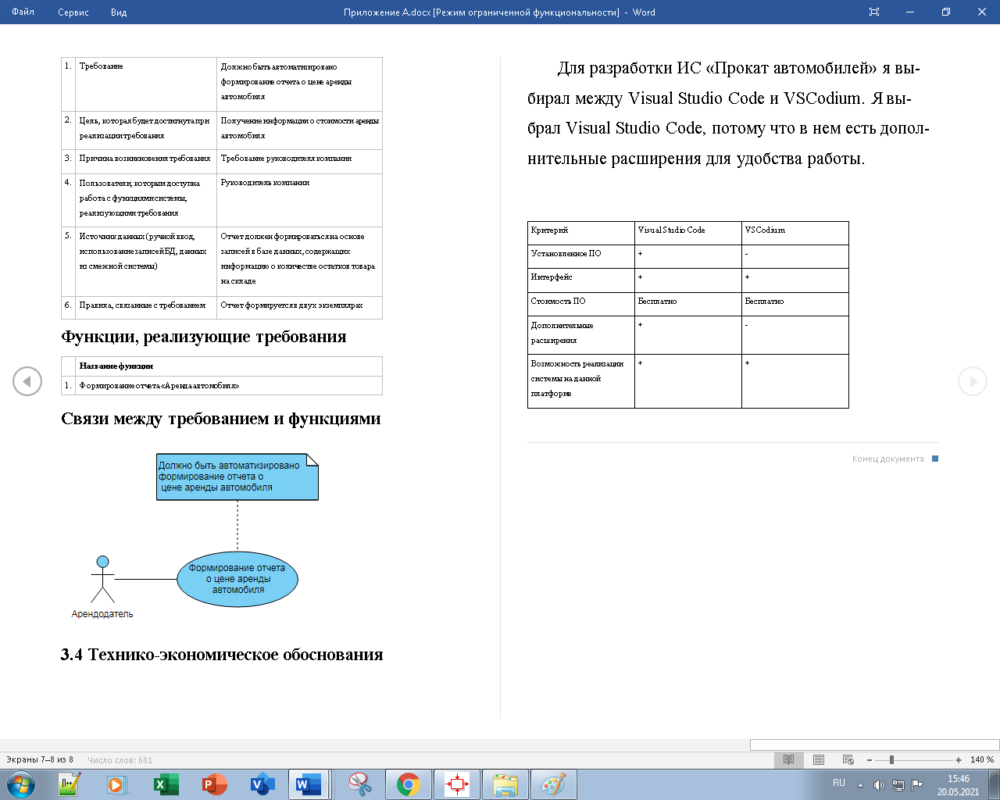 Файл Сервис Вид Приложение А.docx [Режим ограниченной функциональности] - Word
1. Требование Должно быть автоматизировано
формирование отчета о цене аренды
автомобиля
2. Цель, которая будет достигнута при Получение информации о стоимости аренды
реализации требования автомобиля
3. Причина возникновения требования Требование руководителя компании
4. Пользователи, которым доступна Руководитель компании
работа с функциями системы,
реализующими требования
5. Источник данных (ручной ввод, Отчет должен формироваться на основе
использование записей БД, данных записей в базе данных, содержащих
из смежной системы) информацию о количестве остатков товара
на складе
6. Правила, связанные с требованием Отчет формируется в двух экземплярах
Функции, реализующие требования
Название функции
1. Формирование отчета «Аренда автомобиля»
Связи между требованием и функциями
Должно быть автоматизировано
формирование отчета о
цене аренды автомобиля
Формирование отчета
о цене аренды
автомобиля
Арендодатель
3.4 Технико-экономическое обоснования
Для разработки ИС «Прокат автомобилей» я вы-
бирал между Visual Studio Code и VSCodium. Я вы-
брал Visual Studio Code, потому что в нем есть допол-
нительные расширения для удобства работы.
Критерий Visual Studio Code VSCodium
Установленное ПО + -
Интерфейс + +
Стоимость ПО Бесплатно Бесплатно
Дополнительные + -
расширения
Возможность реализации + +
системы на данной
платформе
Конец документа
Экраны 7–8 из 8 Число слов: 681 140 %
RU 15:46
20.05.2021